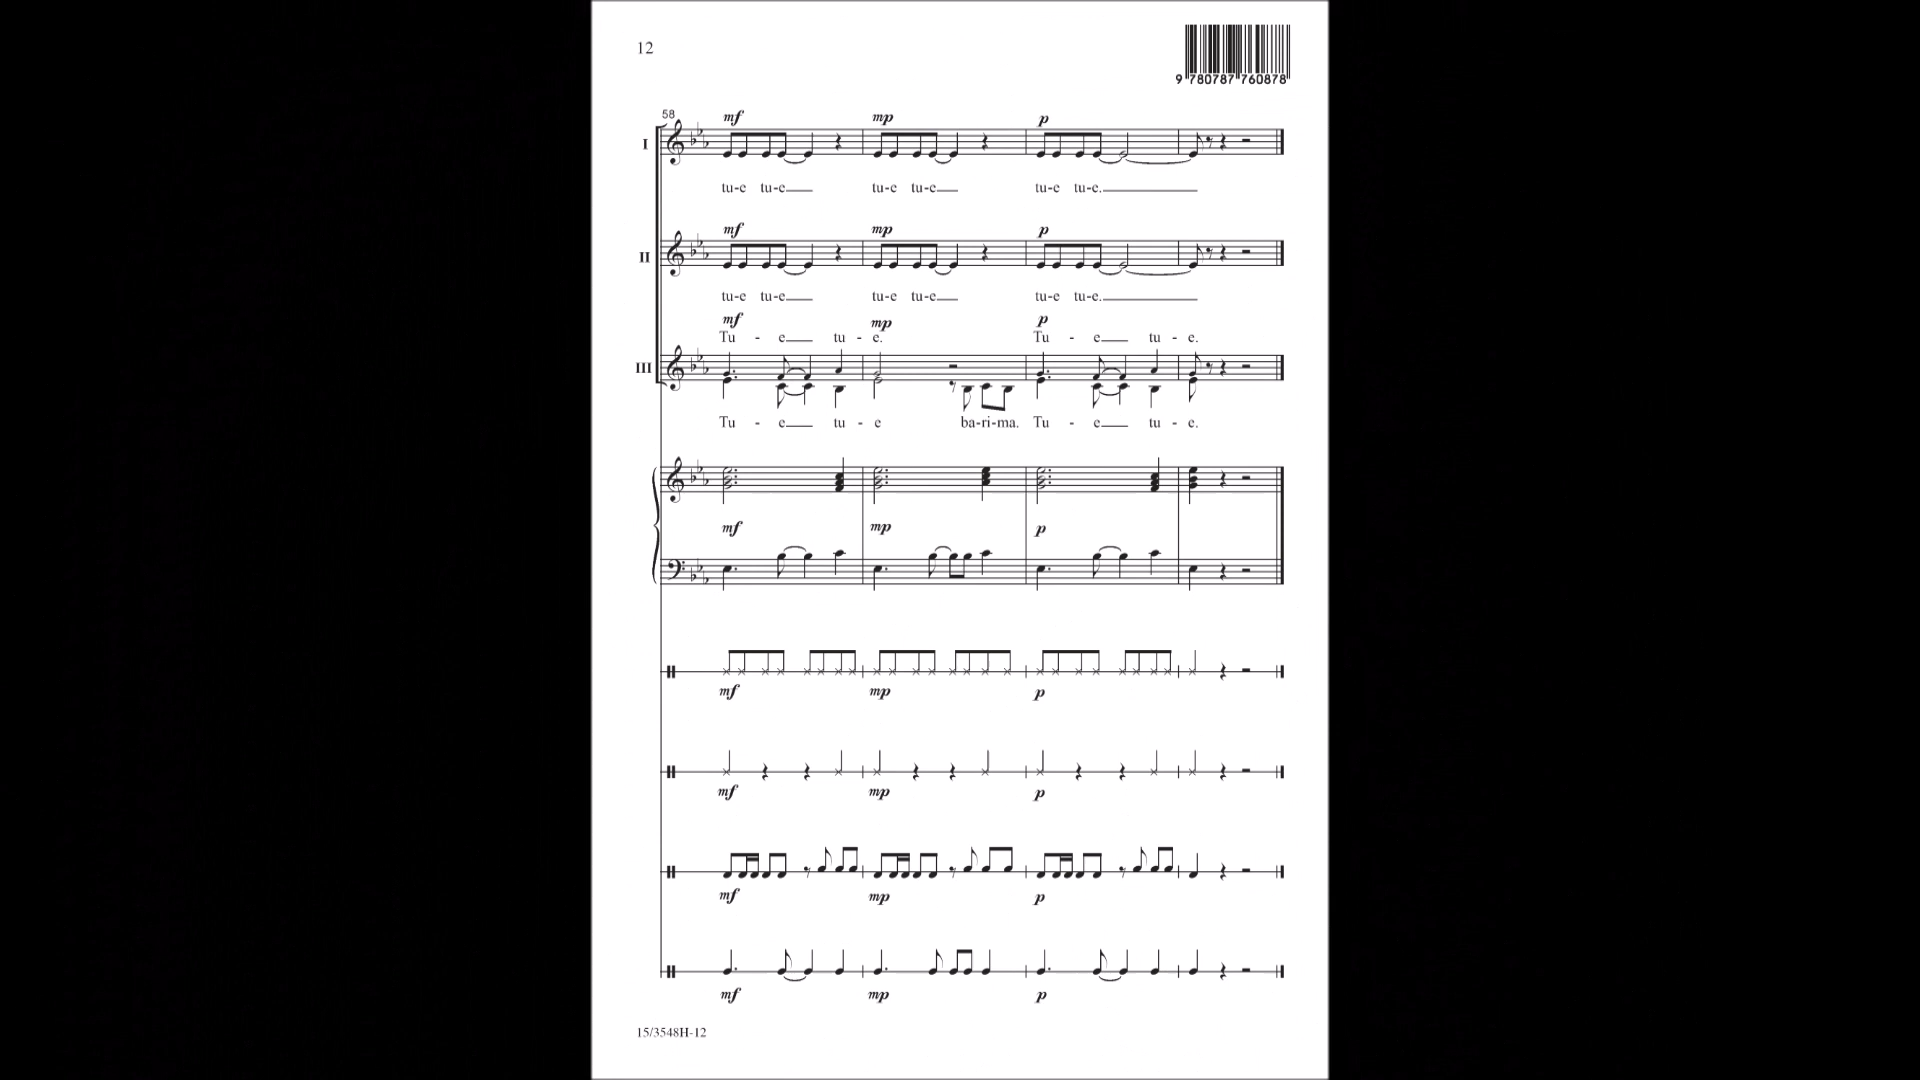 12
9 780787 760878
58
mf mp p
I
tu-e tu-e tu-e tu-e tu-e tu-e.
mf mp p
II
tu-e tu-e tu-e tu-e tu-e tu-e.
mf mp p
Tu - e tu - e. Tu - e tu - e.
III
Tu - e tu - e ba-ri-ma. Tu - e tu - e.
mf mp p
mf mp p
mf mp p
mf mp p
mf mp p
15/3548H-12